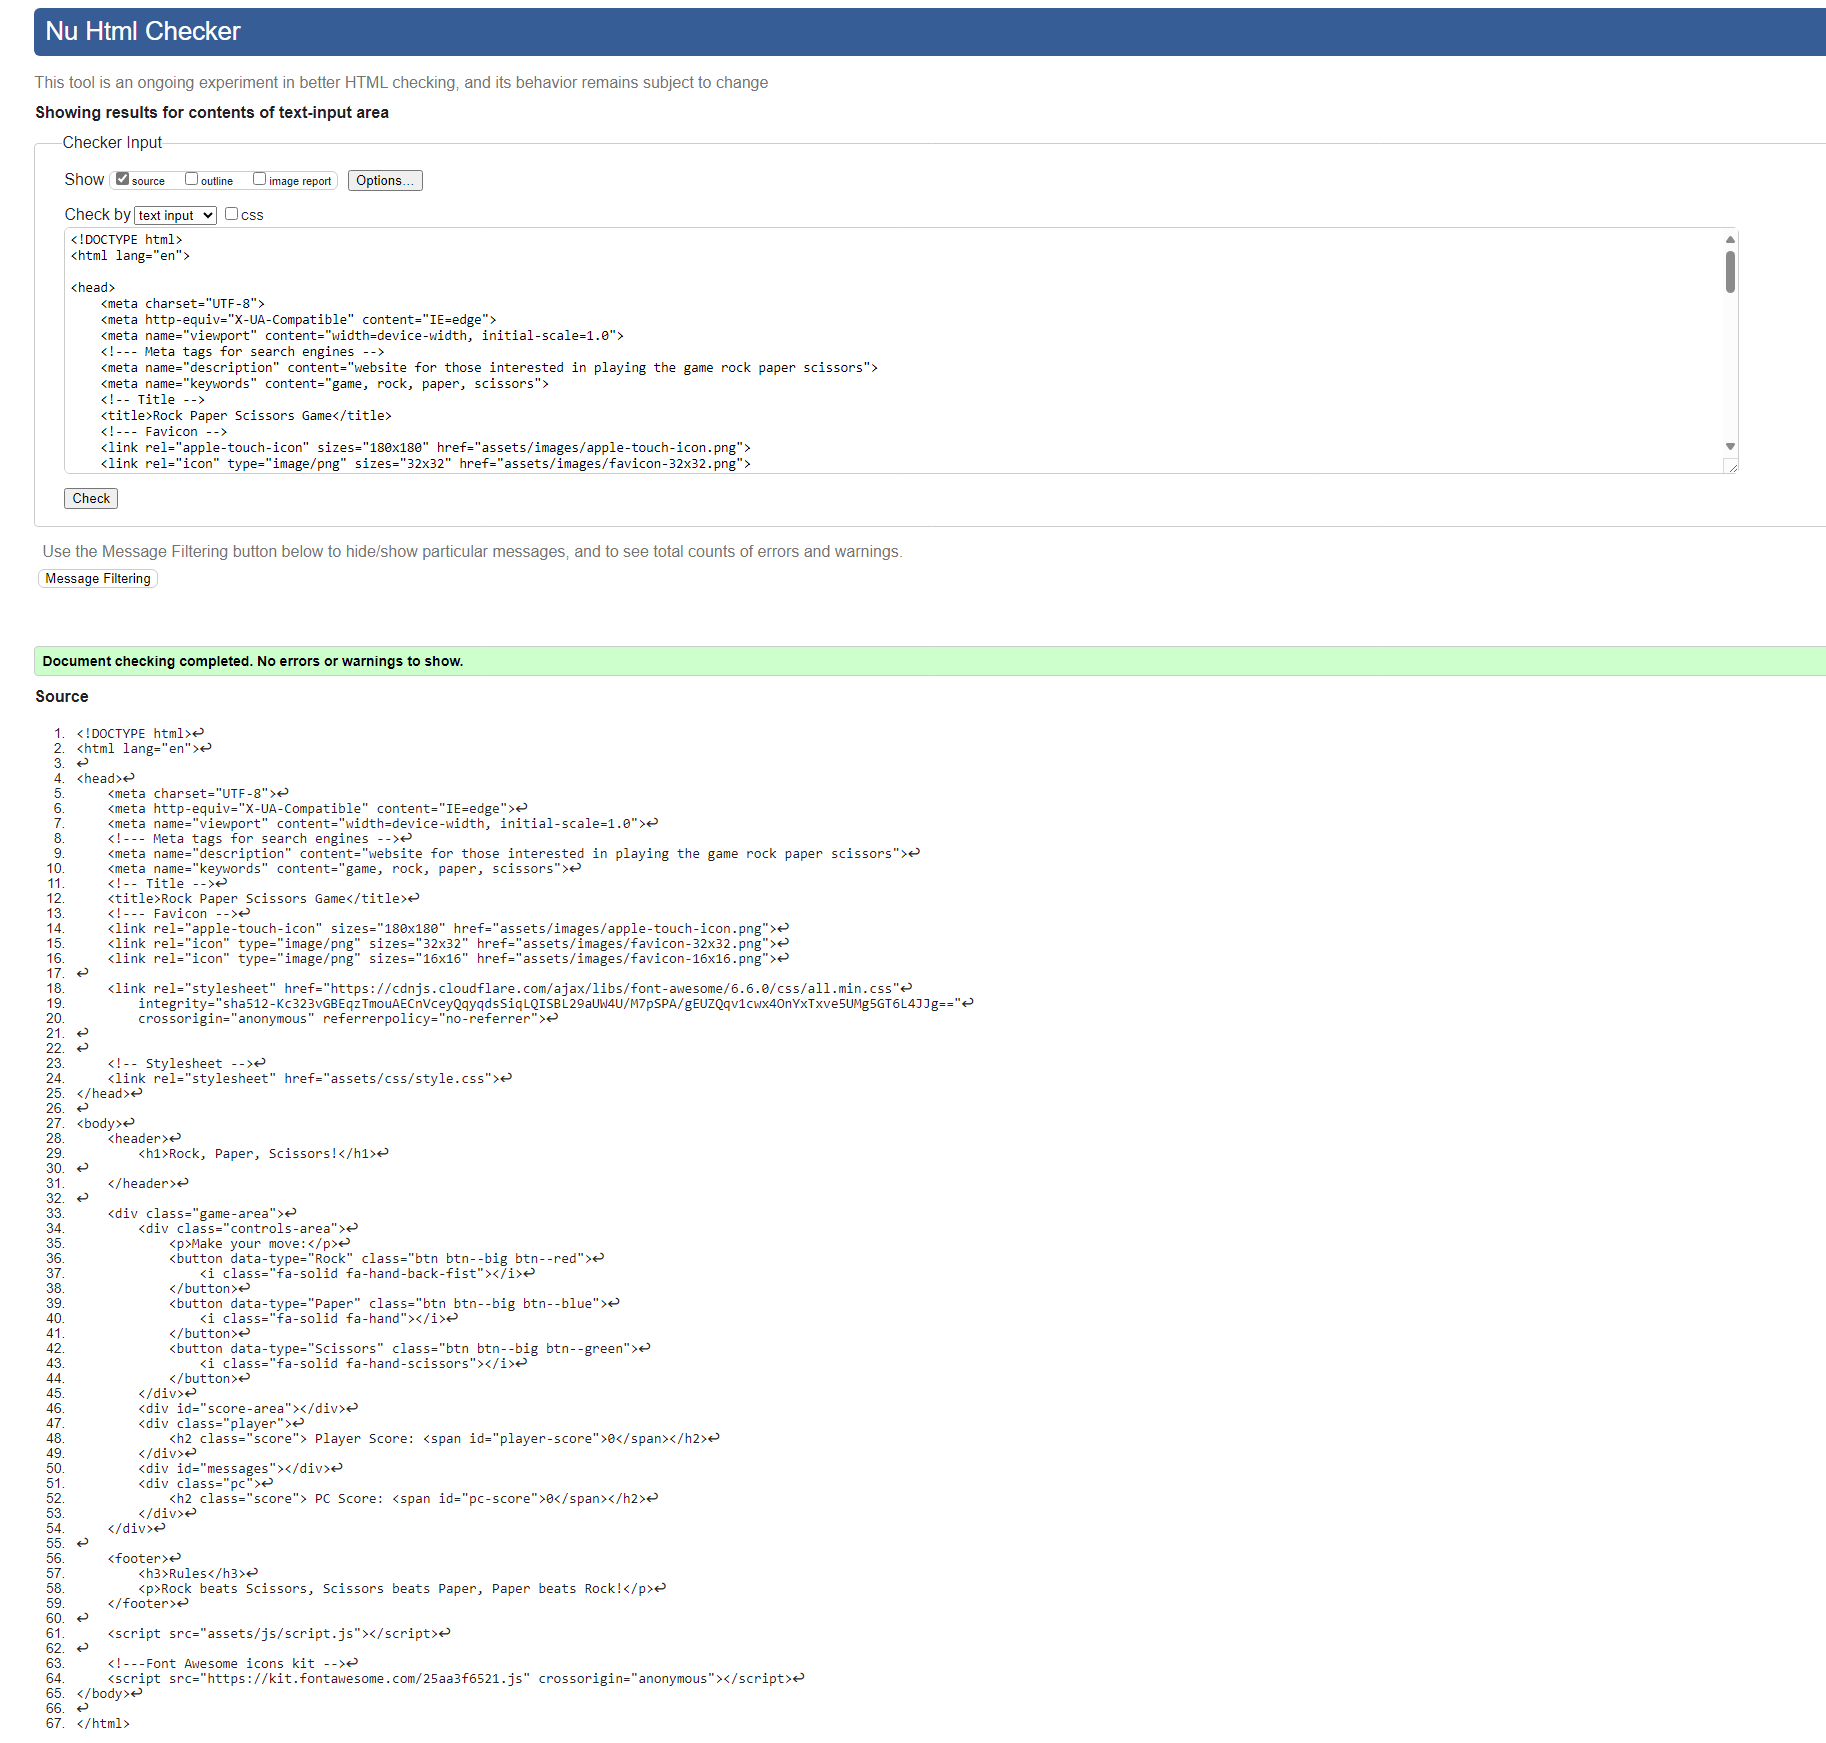 Nu Html Checker
This tool is an ongoing experiment in better HTML checking, and its behavior remains subject to change
Showing results for contents of text-input area
Checker Input
Show source outline image report Options...
Check by text input css
<!DOCTYPE html>
<html lang="en">
<head>
<meta charset="UTF-8">
<meta http-equiv="X-UA-Compatible" content="IE=edge">
<meta name="viewport" content="width=device-width, initial-scale=1.0">
<!--- Meta tags for search engines -->
<meta name="description" content="website for those interested in playing the game rock paper scissors">
<meta name="keywords" content="game, rock, paper, scissors">
<!-- Title -->
<title>Rock Paper Scissors Game</title>
<!--- Favicon -->
<link rel="apple-touch-icon" sizes="180x180" href="assets/images/apple-touch-icon.png">
<link rel="icon" type="image/png" sizes="32x32" href="assets/images/favicon-32x32.png">
Check
Use the Message Filtering button below to hide/show particular messages, and to see total counts of errors and warnings.
Message Filtering
Document checking completed. No errors or warnings to show.
Source
1. <!DOCTYPE html>↩
2. <html lang="en">↩
3. ↩
4. <head>↩
5. <meta charset="UTF-8">↩
6. <meta http-equiv="X-UA-Compatible" content="IE=edge">↩
7. <meta name="viewport" content="width=device-width, initial-scale=1.0">↩
8. <!--- Meta tags for search engines -->↩
9. <meta name="description" content="website for those interested in playing the game rock paper scissors">↩
10. <meta name="keywords" content="game, rock, paper, scissors">↩
11. <!-- Title -->↩
12. <title>Rock Paper Scissors Game</title>↩
13. <!--- Favicon -->↩
14. <link rel="apple-touch-icon" sizes="180x180" href="assets/images/apple-touch-icon.png">↩
15. <link rel="icon" type="image/png" sizes="32x32" href="assets/images/favicon-32x32.png">↩
16. <link rel="icon" type="image/png" sizes="16x16" href="assets/images/favicon-16x16.png">↩
17. ↩
18. <link rel="stylesheet" href="https://cdnjs.cloudflare.com/ajax/libs/font-awesome/6.6.0/css/all.min.css"↩
19. integrity="sha512-Kc323vGBEqzTmouAECnVceyQqyqdsSiqLQISBL29aUW4U/M7pSPA/gEUZQqv1cwx4OnYxTxve5UMg5GT6L4JJg=="↩
20. crossorigin="anonymous" referrerpolicy="no-referrer">↩
21. ↩
22. ↩
23. <!-- Stylesheet -->↩
24. <link rel="stylesheet" href="assets/css/style.css">↩
25. </head>↩
26. ↩
27. <body>↩
28. <header>↩
29. <h1>Rock, Paper, Scissors!</h1>↩
30. ↩
31. </header>↩
32. ↩
33. <div class="game-area">↩
34. <div class="controls-area">↩
35. <p>Make your move:</p>↩
36. <button data-type="Rock" class="btn btn--big btn--red">↩
37. <i class="fa-solid fa-hand-back-fist"></i>↩
38. </button>↩
39. <button data-type="Paper" class="btn btn--big btn--blue">↩
40. <i class="fa-solid fa-hand"></i>↩
41. </button>↩
42. <button data-type="Scissors" class="btn btn--big btn--green">↩
43. <i class="fa-solid fa-hand-scissors"></i>↩
44. </button>↩
45. </div>↩
46. <div id="score-area"></div>↩
47. <div class="player">↩
48. <h2 class="score"> Player Score: <span id="player-score">0</span></h2>↩
49. </div>↩
50. <div id="messages"></div>↩
51. <div class="pc">↩
52. <h2 class="score"> PC Score: <span id="pc-score">0</span></h2>↩
53. </div>↩
54. </div>↩
55. ↩
56. <footer>↩
57. <h3>Rules</h3>↩
58. <p>Rock beats Scissors, Scissors beats Paper, Paper beats Rock!</p>↩
59. </footer>↩
60. ↩
61. <script src="assets/js/script.js"></script>↩
62. ↩
63. <!---Font Awesome icons kit -->↩
64. <script src="https://kit.fontawesome.com/25aa3f6521.js" crossorigin="anonymous"></script>↩
65. </body>↩
66. ↩
67. </html>